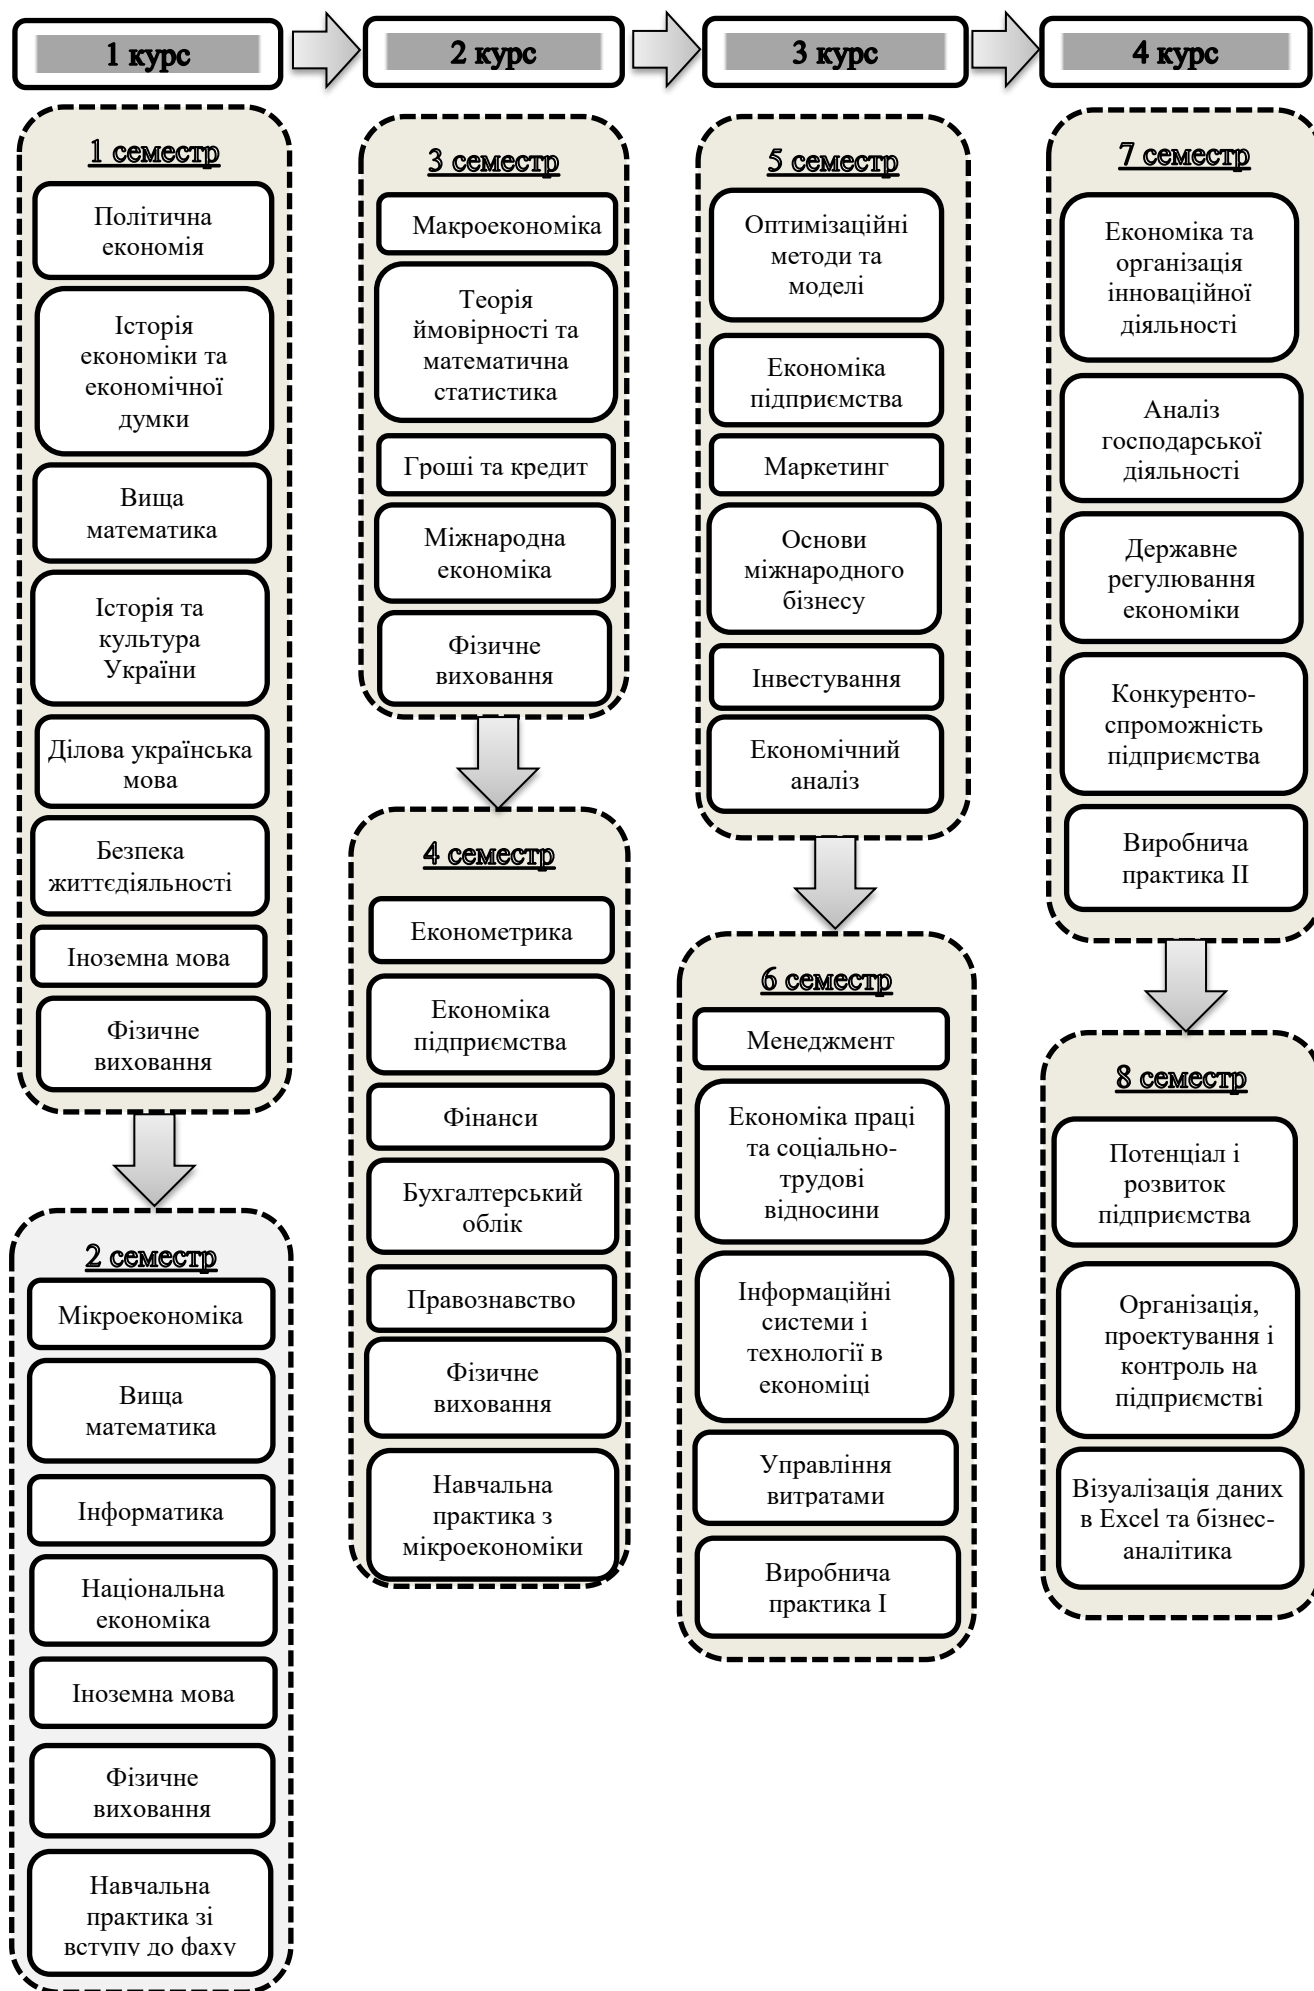 1 курс
2 курс
3 курс
4 курс
1 семестр
Політична
економія
Історія
економіки та
економічної
думки
Вища
математика
Історія та
культура
України
Ділова українська
мова
Безпека
життєдіяльності
Іноземна мова
Фізичне
виховання
2 семестр
Мікроекономіка
Вища
математика
Інформатика
Національна
економіка
Іноземна мова
Фізичне
виховання
Навчальна
практика зі
вступу до фаху
3 семестр
Макроекономіка
Теорія
ймовірності та
математична
статистика
Гроші та кредит
Міжнародна
економіка
Фізичне
виховання
4 семестр
Економетрика
Економіка
підприємства
Фінанси
Бухгалтерський
облік
Правознавство
Фізичне
виховання
Навчальна
практика з
мікроекономіки
5 семестр
Оптимізаційні
методи та
моделі
Економіка
підприємства
Маркетинг
Основи
міжнародного
бізнесу
Інвестування
Економічний
аналіз
6 семестр
Менеджмент
Економіка праці
та соціально-
трудові
відносини
Інформаційні
системи і
технології в
економіці
Управління
витратами
Виробнича
практика І
7 семестр
Економіка та
організація
інноваційної
діяльності
Аналіз
господарської
діяльності
Державне
регулювання
економіки
Конкуренто-
спроможність
підприємства
Виробнича
практика ІІ
8 семестр
Потенціал і
розвиток
підприємства
Організація,
проектування і
контроль на
підприємстві
Візуалізація даних
в Excel та бізнес-
аналітика